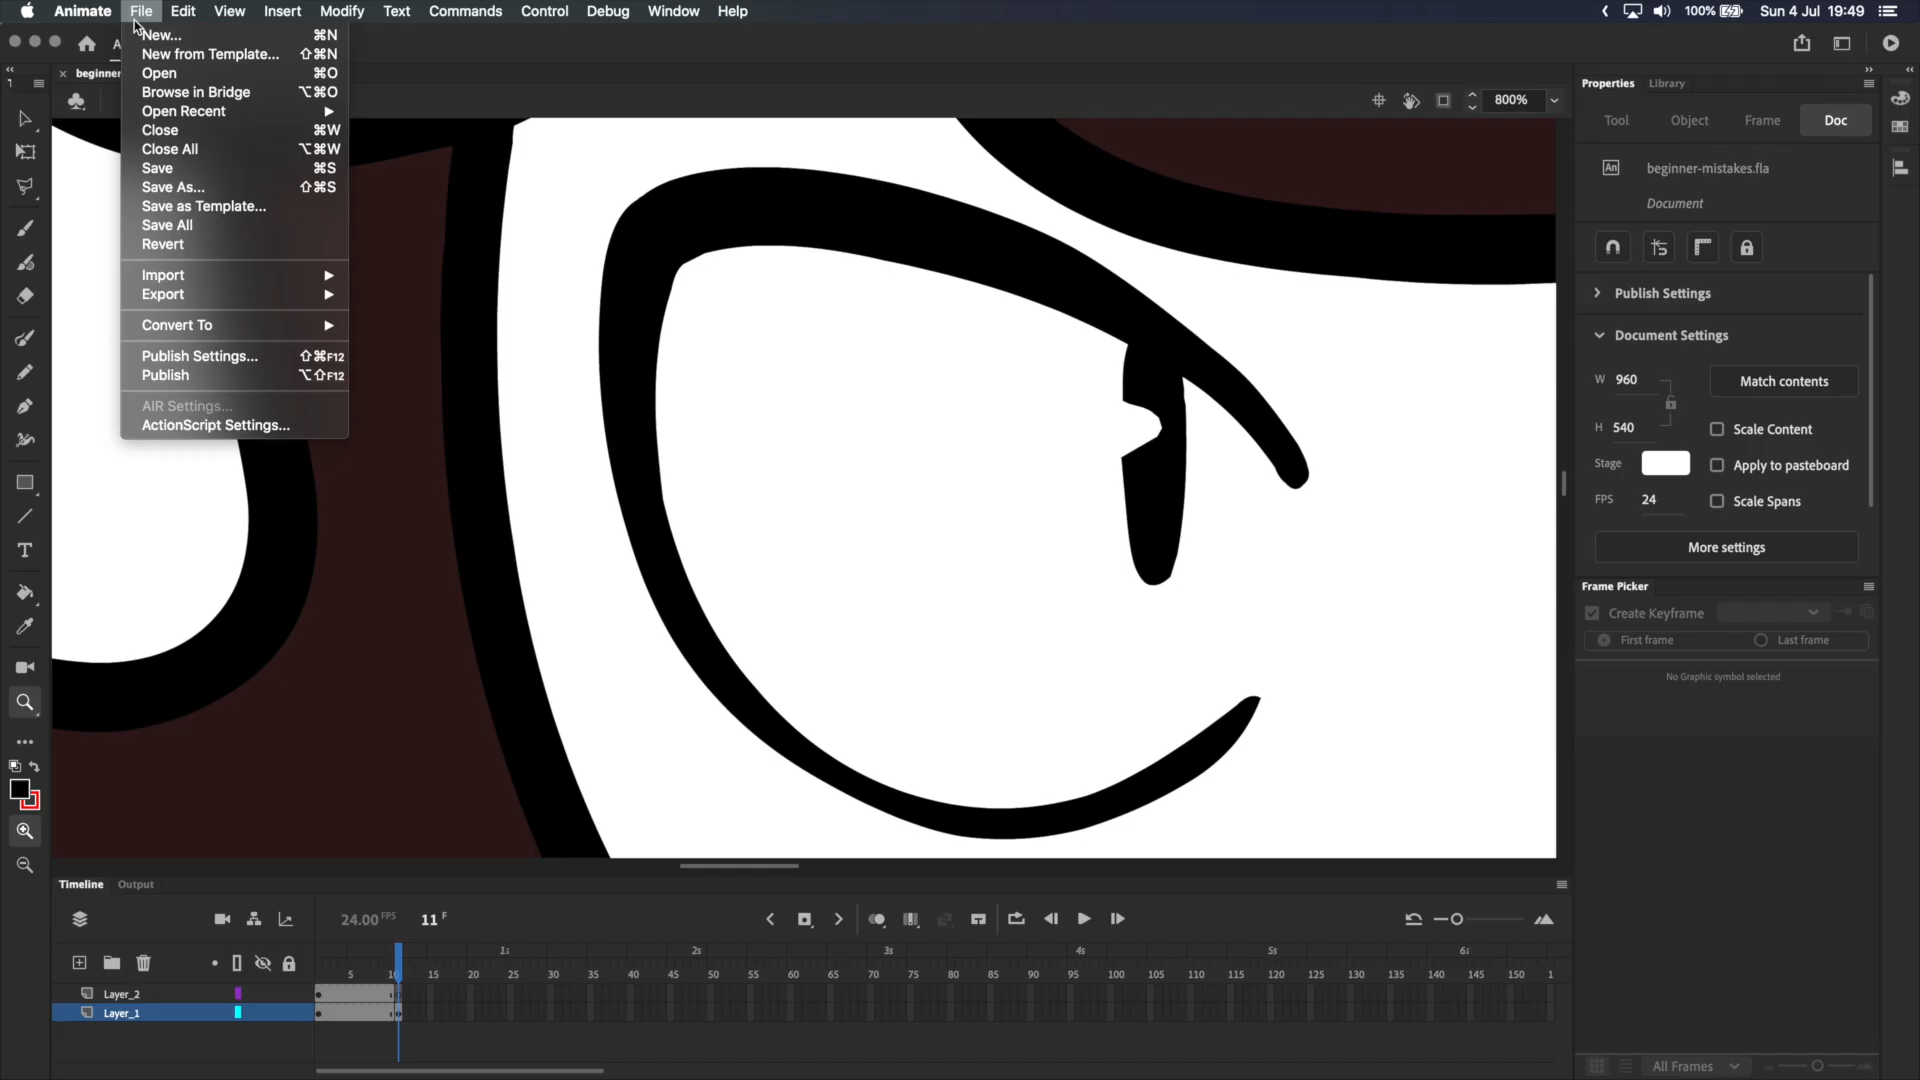 Animate File Edit View Insert Modify Text Commands Control Debug Window Help
100% Sun 4 Jul 19:49
New... ⌘N
New from Template... ⇧⌘N
Open ⌘O
Browse in Bridge ⌥⌘O
Open Recent
Close ⌘W
Close All ⌥⌘W
Save ⌘S
Save As... ⇧⌘S
Save as Template...
Save All
Revert
Import
Export
Convert To
Publish Settings... ⇧⌘F12
Publish ⌥⇧F12
AIR Settings...
ActionScript Settings...
A
beginner
800%
Properties Library
Tool Object Frame Doc
An beginner-mistakes.fla
Document
Publish Settings
Document Settings
W 960 Match contents
H 540 Scale Content
Stage Apply to pasteboard
FPS 24 Scale Spans
More settings
Frame Picker
Create Keyframe
First frame Last frame
No Graphic symbol selected
T
Timeline Output
24.00 FPS 11 F
2s 3s 4s 5s
5 10 15 20 25 30 35 40 45 50 55 60 65 70 75 80 85 90 95 100 105 110 115 120 125 130 135 140 145 150 1
Layer_2
Layer_1
All Frames